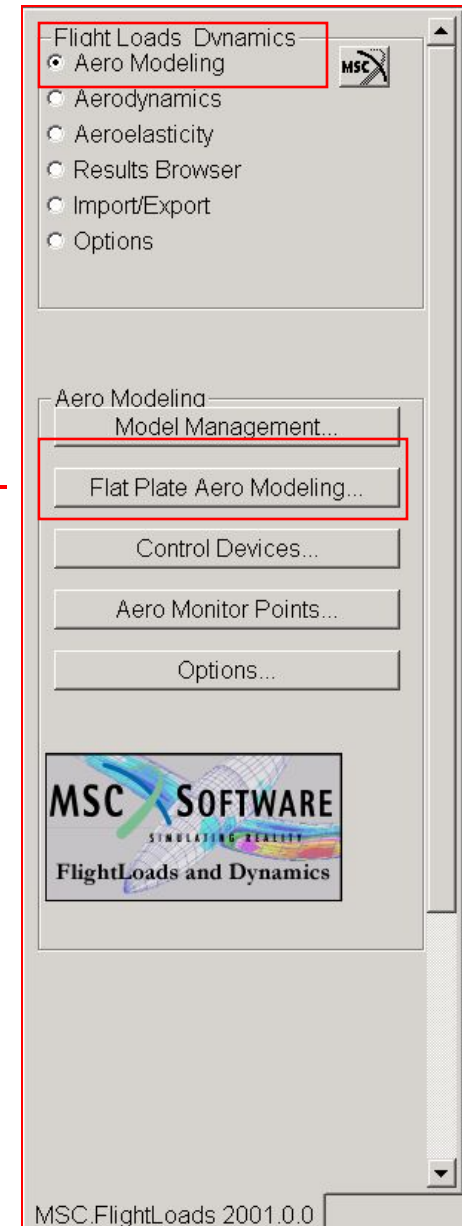 Flight Loads Dynamics
Aero Modeling
MSC
Aerodynamics
Aeroelasticity
Results Browser
Import/Export
Options
Aero Modeling
Model Management...
Flat Plate Aero Modeling...
Control Devices...
Aero Monitor Points...
Options...
MSC SOFTWARE
SIMULATING REALITY
FlightLoads and Dynamics
MSC.FlightLoads 2001.0.0